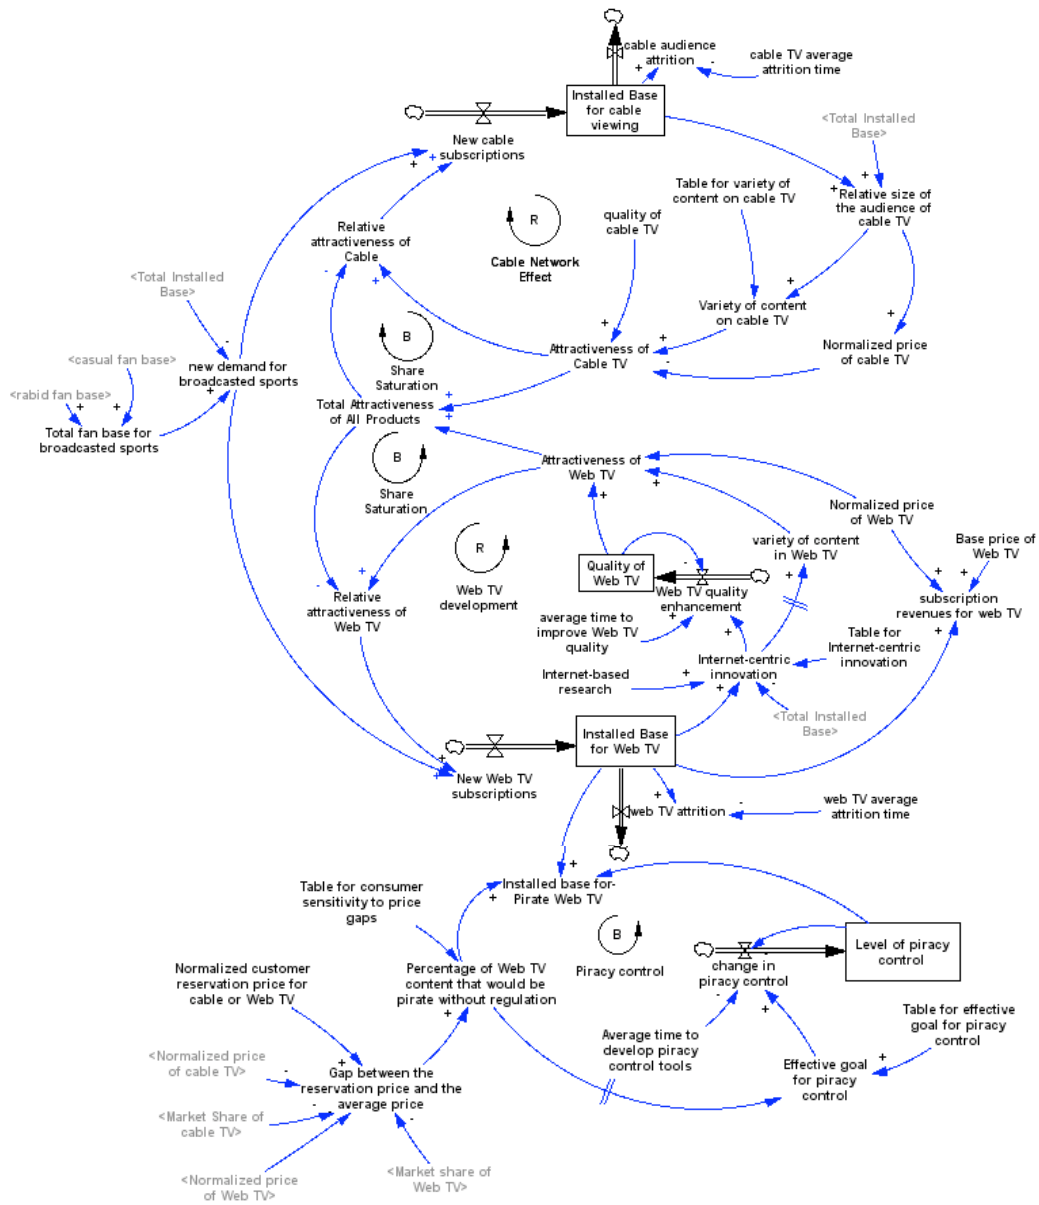 cable audience
attrition
cable TV average
attrition time
Installed Base
for cable
viewing
<Total Installed
Base>
New cable
subscriptions
Table for variety of
content on cable TV
Relative size of
the audience of
cable TV
quality of
cable TV
Relative
attractiveness of
Cable
R
Cable Network
Effect
<Total Installed
Base>
Variety of content
on cable TV
B
Share
Saturation
Attractiveness of
Cable TV
Normalized price
of cable TV
<casual fan base>
new demand for
broadcasted sports
<rabid fan base>
Total Attractiveness
of All Products
Total fan base for
broadcasted sports
B
Share
Saturation
Attractiveness of
Web TV
Normalized price
of Web TV
variety of content
in Web TV
Base price of
Web TV
R
Web TV
development
Quality of
Web TV
Web TV quality
enhancement
Relative
attractiveness of
Web TV
subscription
revenues for web TV
average time to
improve Web TV
quality
Table for
Internet-centric
innovation
Internet-centric
innovation
Internet-based
research
<Total Installed
Base>
Installed Base
for Web TV
New Web TV
subscriptions
web TV attrition
web TV average
attrition time
Table for consumer
sensitivity to price
gaps
Installed base for
Pirate Web TV
B
Piracy control
Level of piracy
control
change in
piracy control
Normalized customer
reservation price for
cable or Web TV
Percentage of Web TV
content that would be
pirate without regulation
Table for effective
goal for piracy
control
Average time to
develop piracy
control tools
Effective goal
for piracy
control
<Normalized price
of cable TV>
Gap between the
reservation price and the
average price
<Market Share of
cable TV>
<Normalized price
of Web TV>
<Market share of
Web TV>